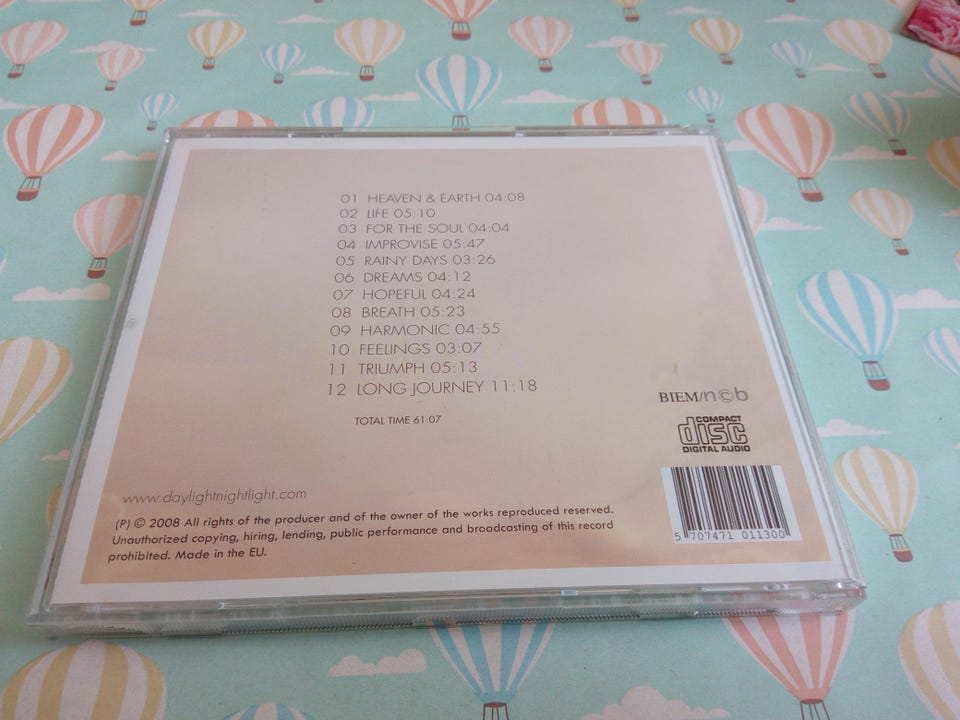 01 HEAVEN & EARTH 04:08
02 LIFE 05:10
03 FOR THE SOUL 04:04
04 IMPROVISE 05:47
05 RAINY DAYS 03:26
06 DREAMS 04:12
07 HOPEFUL 04:24
08 BREATH 05:23
09 HARMONIC 04:55
10 FEELINGS 03:07
11 TRIUMPH 05:13
12 LONG JOURNEY 11:18
TOTAL TIME 61:07
BIEM/n©b
COMPACT
disc
DIGITAL AUDIO
www.daylightnightlight.com
(P) © 2008 All rights of the producer and of the owner of the works reproduced reserved.
Unauthorized copying, hiring, lending, public performance and broadcasting of this record
prohibited. Made in the EU.
5 707471 011300